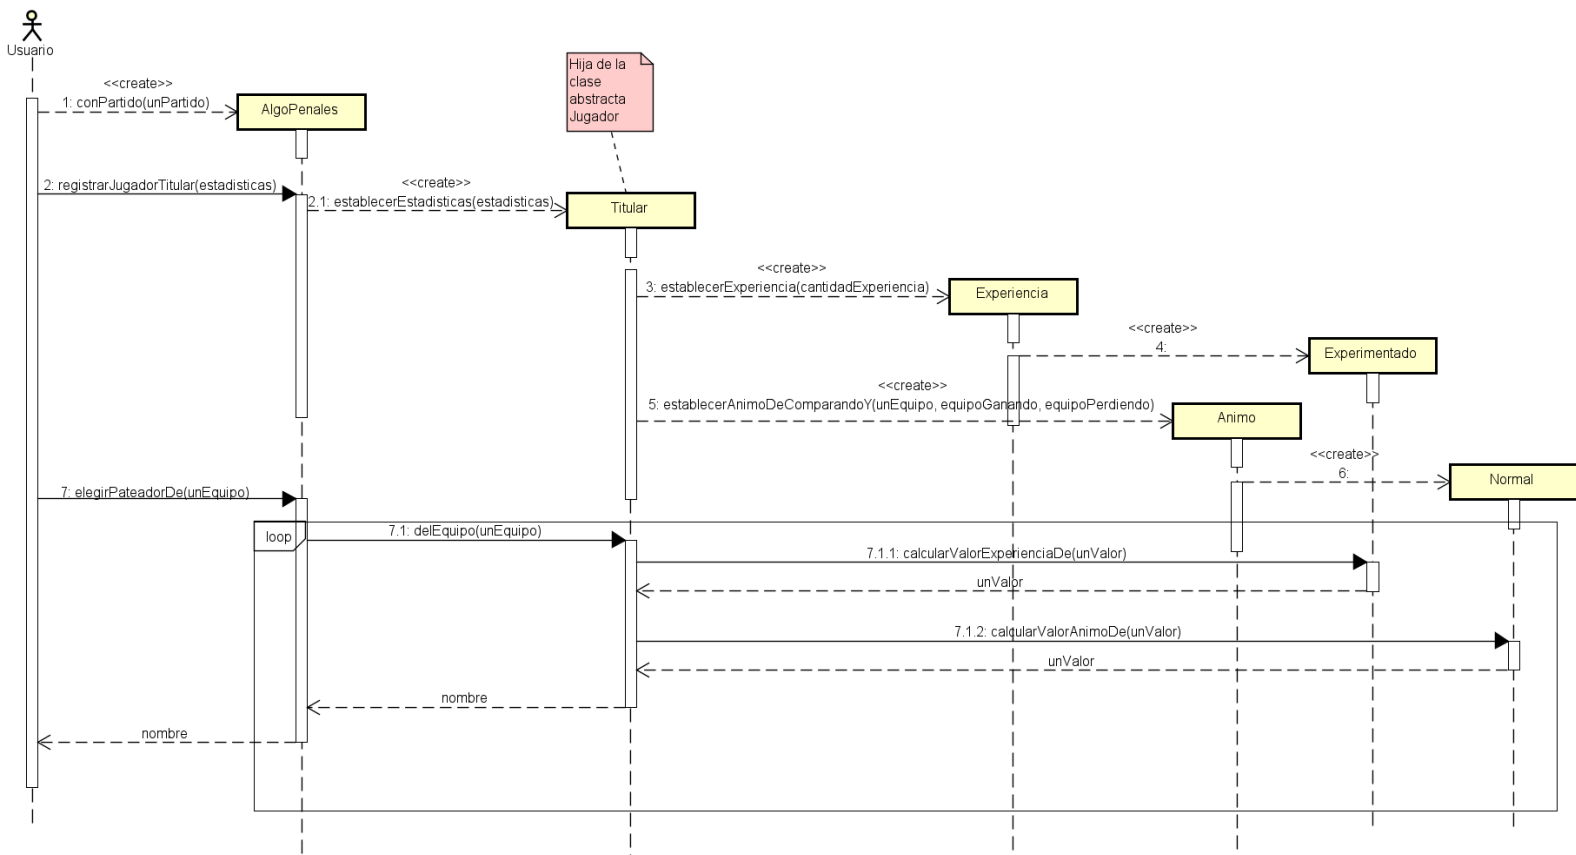 Usuario
<<create>>
1: conPartido(unPartido)
AlgoPenales
Hija de la
clase
abstracta
Jugador
2: registrarJugadorTitular(estadisticas)
<<create>>
2.1: establecerEstadisticas(estadisticas)
Titular
<<create>>
3: establecerExperiencia(cantidadExperiencia)
Experiencia
<<create>>
4:
Experimentado
<<create>>
5: establecerAnimoDeComparandoY(unEquipo, equipoGanando, equipoPerdiendo)
Animo
<<create>>
6:
Normal
7: elegirPateadorDe(unEquipo)
loop
7.1: delEquipo(unEquipo)
7.1.1: calcularValorExperienciaDe(unValor)
unValor
7.1.2: calcularValorAnimoDe(unValor)
unValor
nombre
nombre